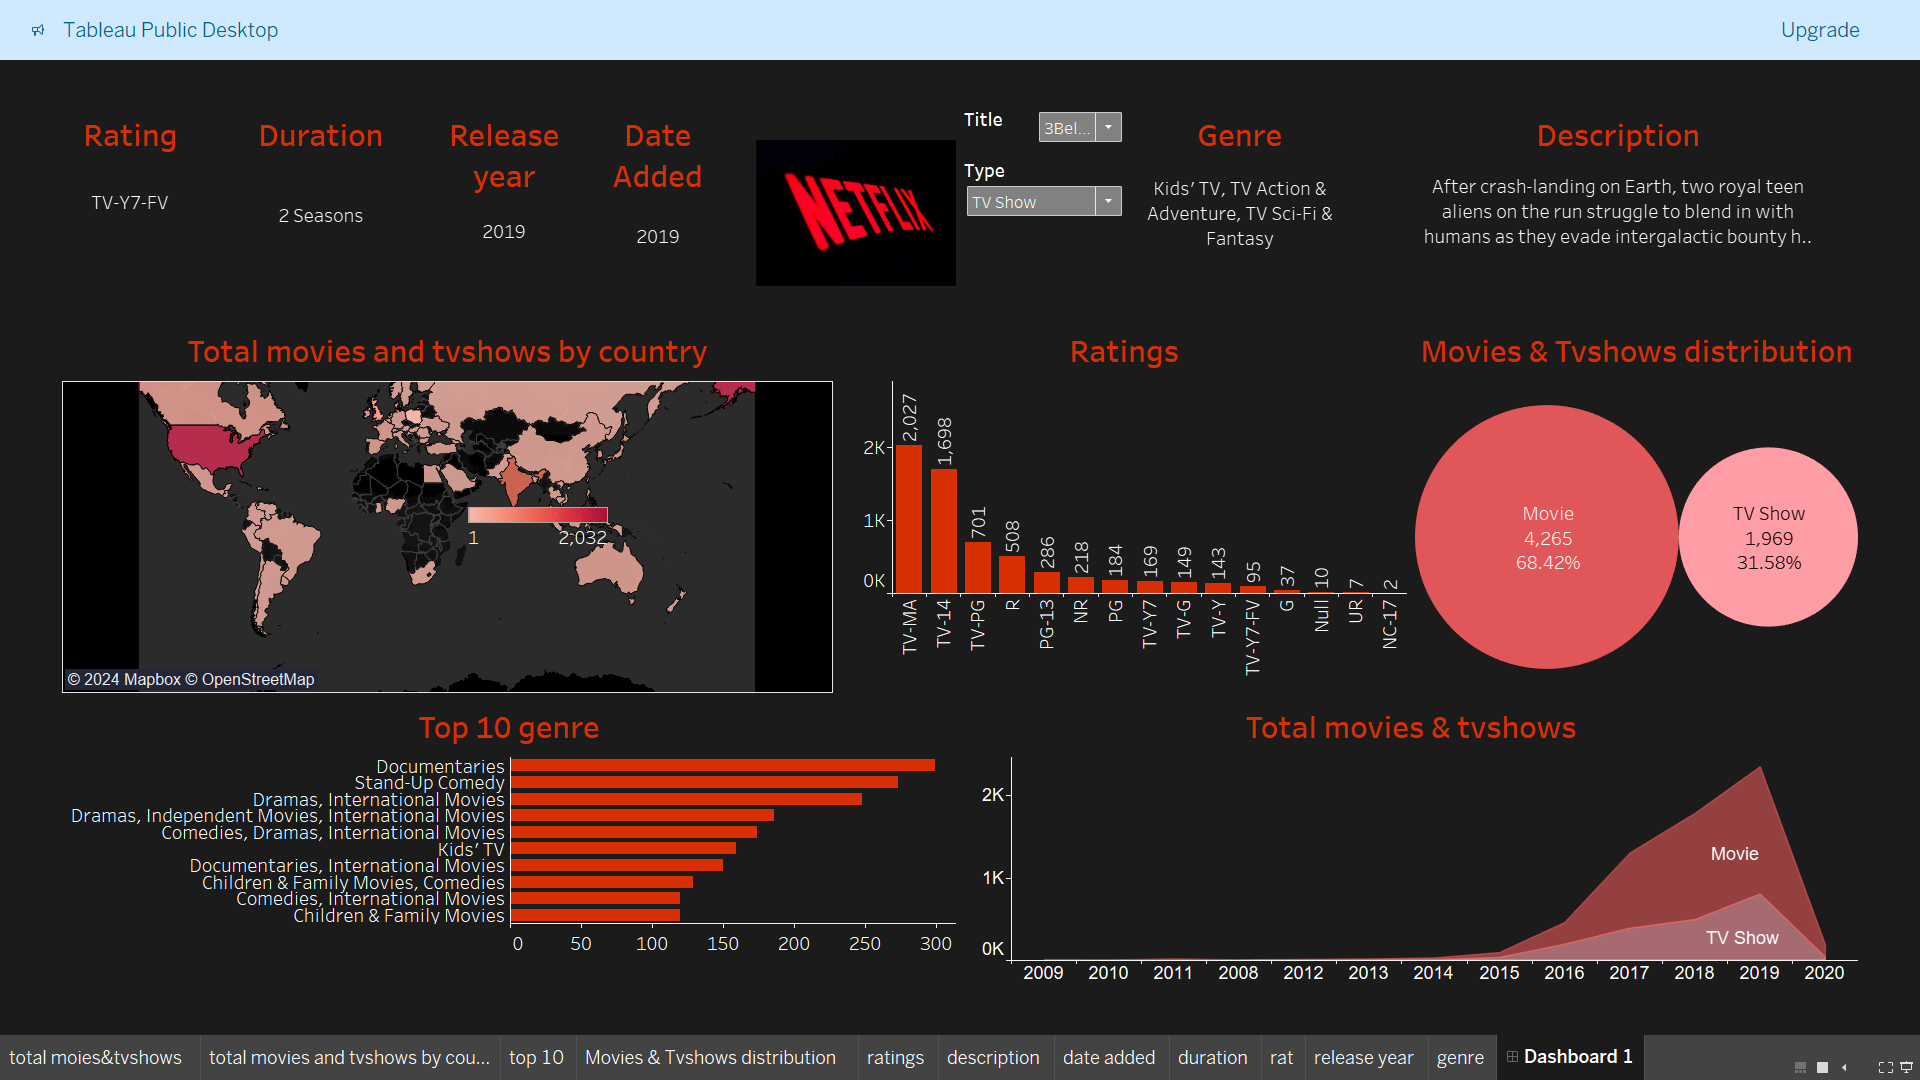 Tableau Public Desktop
Upgrade
Rating
TV-Y7-FV
Duration
2 Seasons
Release
year
2019
Date
Added
2019
NETFLIX
Title
3Bel...
Type
TV Show
Genre
Kids' TV, TV Action &
Adventure, TV Sci-Fi &
Fantasy
Description
After crash-landing on Earth, two royal teen
aliens on the run struggle to blend in with
humans as they evade intergalactic bounty h..
Total movies and tvshows by country
1
2,032
© 2024 Mapbox © OpenStreetMap
Ratings
2K
1K
0K
2,027
1,698
701
508
286
218
184
169
149
143
95
37
10
7
2
TV-MA
TV-14
TV-PG
R
PG-13
NR
PG
TV-Y7
TV-G
TV-Y
TV-Y7-FV
G
Null
UR
NC-17
Movies & Tvshows distribution
Movie
4,265
68.42%
TV Show
1,969
31.58%
Top 10 genre
Documentaries
Stand-Up Comedy
Dramas, International Movies
Dramas, Independent Movies, International Movies
Comedies, Dramas, International Movies
Kids' TV
Documentaries, International Movies
Children & Family Movies, Comedies
Comedies, International Movies
Children & Family Movies
0 50 100 150 200 250 300
Total movies & tvshows
2K
1K
0K
Movie
TV Show
2009 2010 2011 2008 2012 2013 2014 2015 2016 2017 2018 2019 2020
total moies&tvshows
total movies and tvshows by cou...
top 10
Movies & Tvshows distribution
ratings
description
date added
duration
rat
release year
genre
Dashboard 1